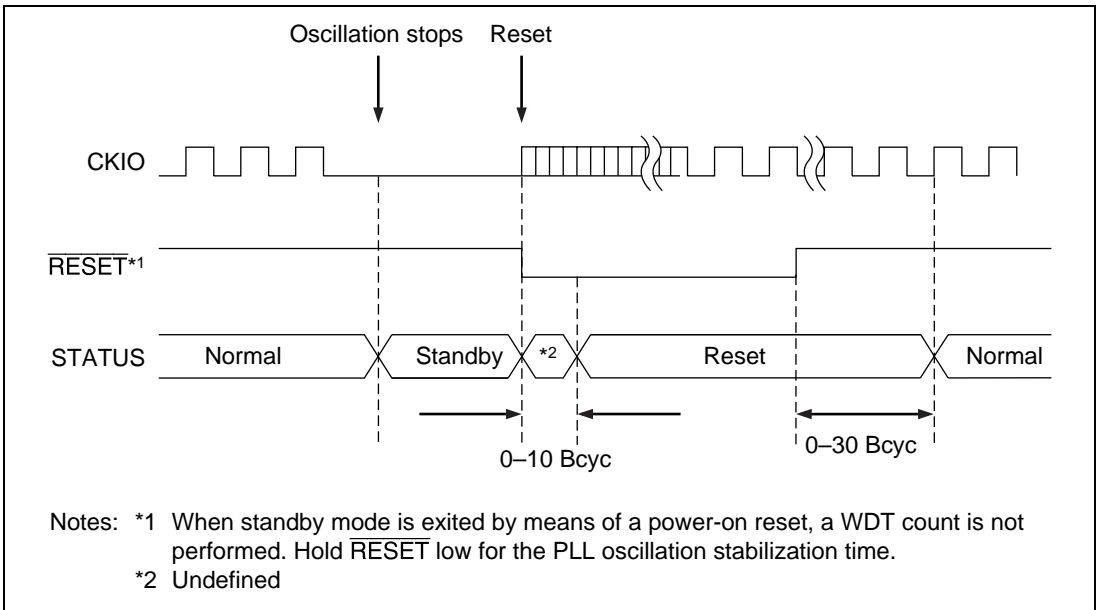 Oscillation stops Reset
CKIO
RESET*1
STATUS Normal Standby *2 Reset Normal
0–10 Bcyc 0–30 Bcyc
Notes: *1 When standby mode is exited by means of a power-on reset, a WDT count is not
performed. Hold RESET low for the PLL oscillation stabilization time.
*2 Undefined